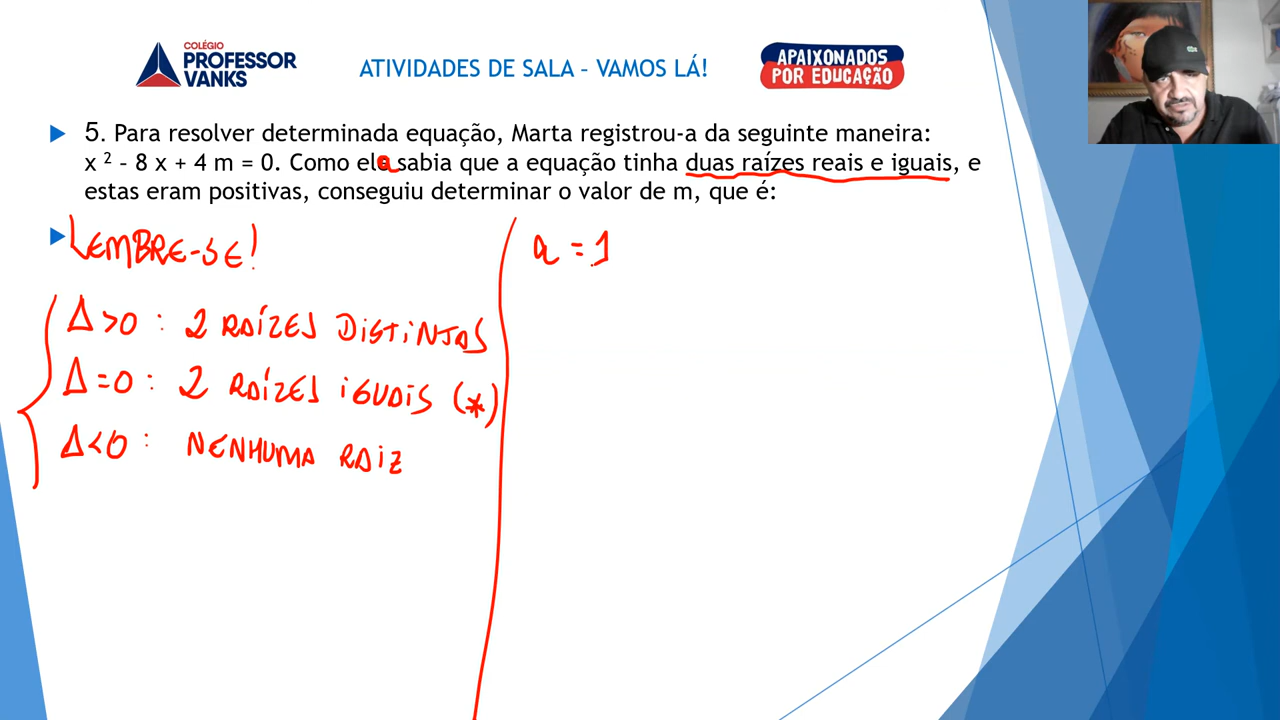 COLÉGIO
PROFESSOR
VANKS
ATIVIDADES DE SALA – VAMOS LÁ!
APAIXONADOS
POR EDUCAÇÃO
5. Para resolver determinada equação, Marta registrou-a da seguinte maneira:
x ² – 8 x + 4 m = 0. Como ela sabia que a equação tinha duas raízes reais e iguais, e
estas eram positivas, conseguiu determinar o valor de m, que é:
LEMBRE-SE!
Δ>0 : 2 RAÍZES DISTINTAS
Δ=0 : 2 RAÍZES IGUAIS (*)
Δ<0 : NENHUMA RAIZ
a = 1